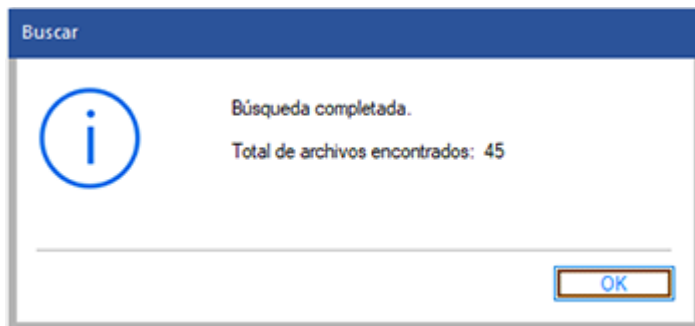 Buscar
Búsqueda completada.
Total de archivos encontrados: 45
OK